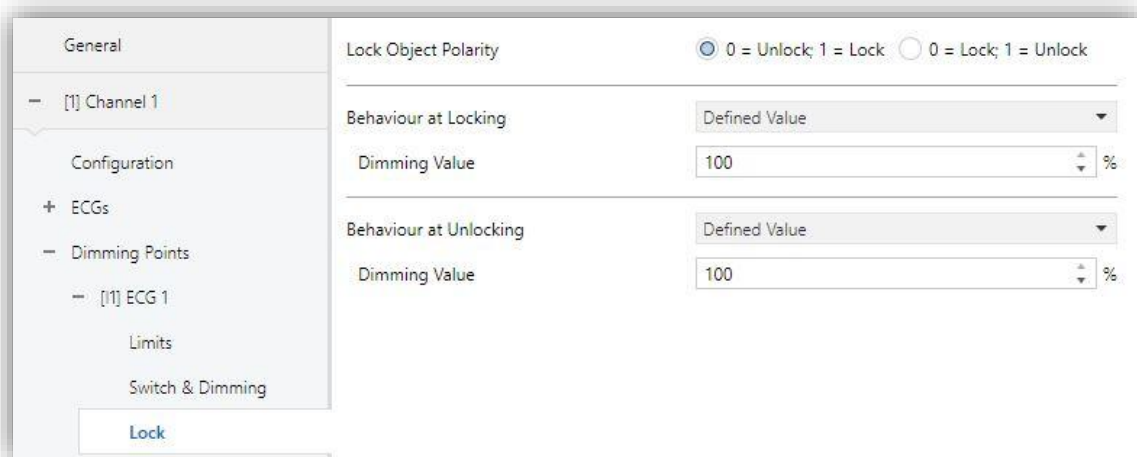 General
[1] Channel 1
Configuration
+ ECGs
− Dimming Points
− [I1] ECG 1
Limits
Switch & Dimming
Lock
Lock Object Polarity 0 = Unlock; 1 = Lock 0 = Lock; 1 = Unlock
Behaviour at Locking Defined Value
Dimming Value 100 %
Behaviour at Unlocking Defined Value
Dimming Value 100 %